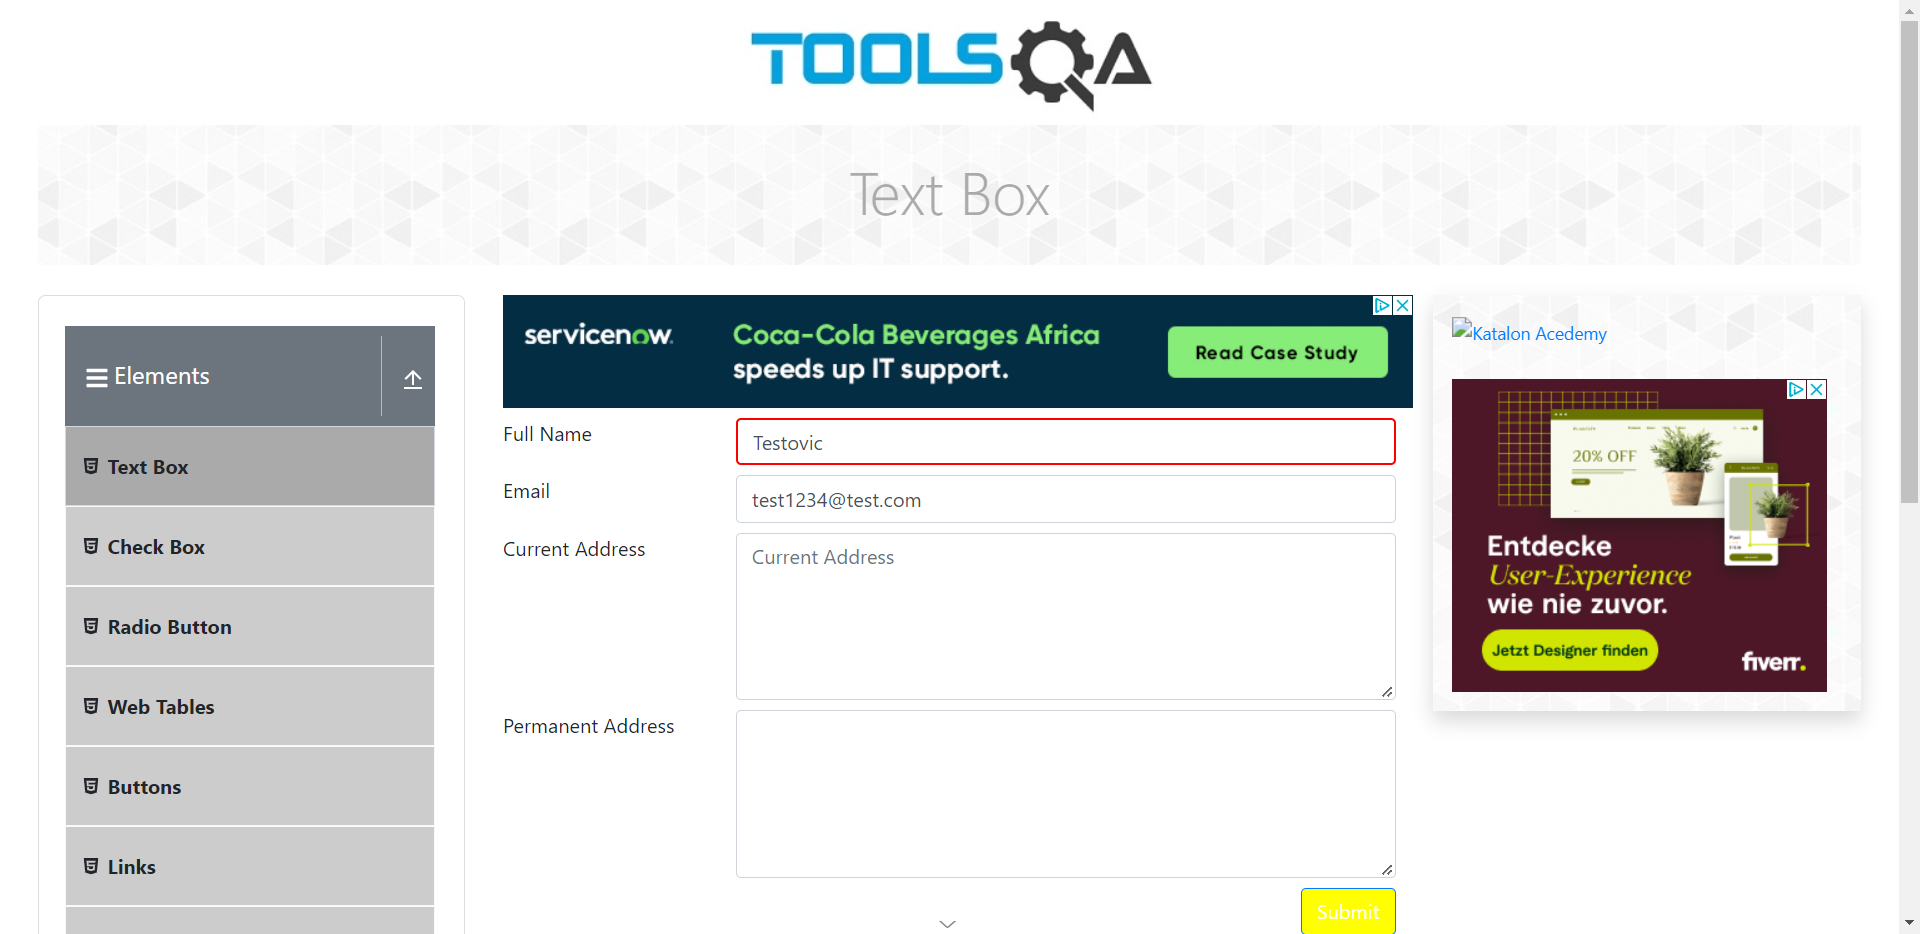 TOOLSQA
Text Box
Elements
Text Box
Check Box
Radio Button
Web Tables
Buttons
Links
servicenow.
Coca-Cola Beverages Africa
speeds up IT support.
Read Case Study
Full Name
Testovic
Email
test1234@test.com
Current Address
Current Address
Permanent Address
Submit
Katalon Acedemy
20% OFF
Entdecke
User-Experience
wie nie zuvor.
Jetzt Designer finden
fiverr.